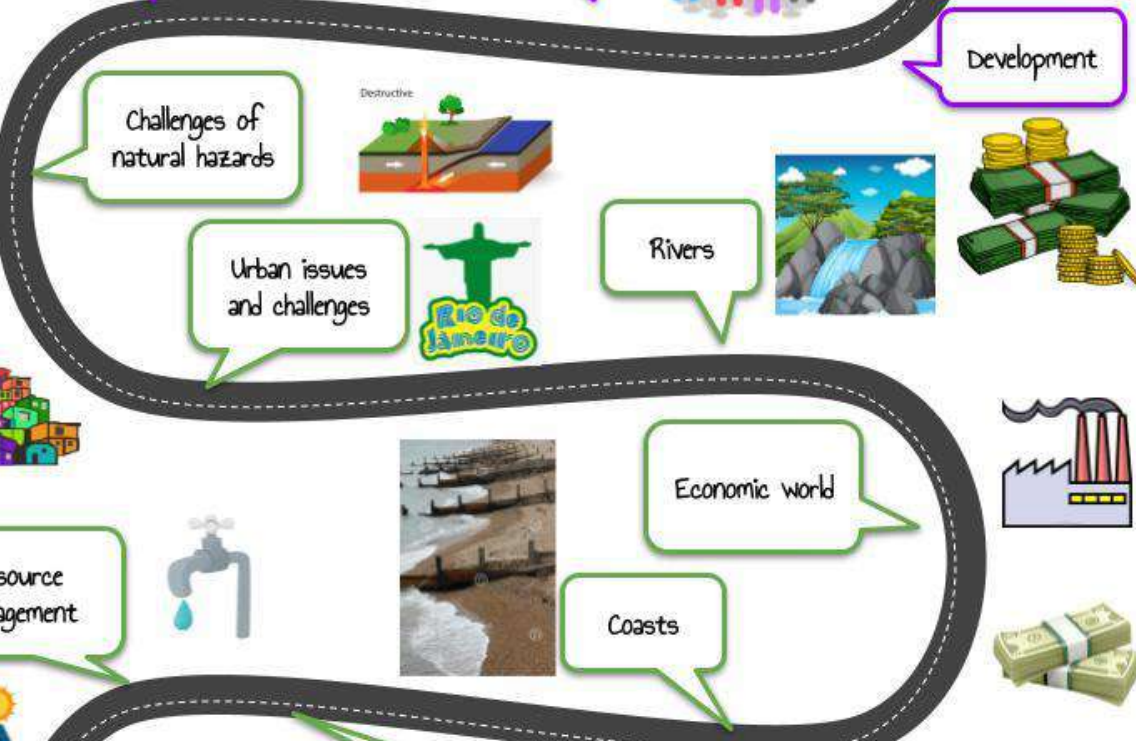 Development
Destructive
Challenges of
natural hazards
Urban issues
and challenges
Rio de
Janeiro
Rivers
Economic world
source
agement
Coasts